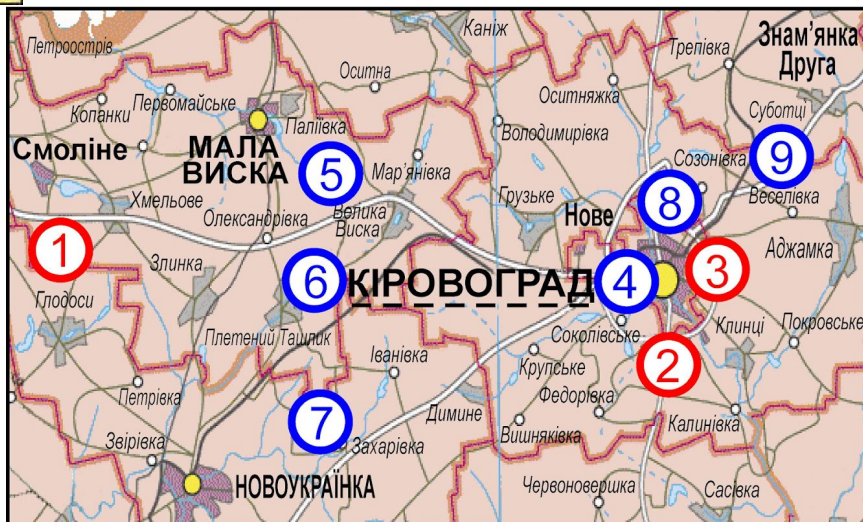 Петроострів
Каніж
Трепівка
Знам'янка
Друга
Оситна
Оситняжка
Копанки
Первомайське
Суботці
Паліївка
Володимирівка
Смоліне
МАЛА
ВИСКА
9
Мар'янівка
Созонівка
5
Хмельове
Грузьке
8
Веселівка
Олександрівка
Велика
Виска
Нове
1
Аджамка
Злинка
6
КІРОВОГРАД
4
3
Глодоси
Плетений Ташлик
Соколівське
Клинці
Покровське
Іванівка
Крупське
2
Петрівка
Федорівка
Димине
Калинівка
7
Вишняківка
Звірівка
Захарівка
НОВОУКРАЇНКА
Червоновершка
Сасівка